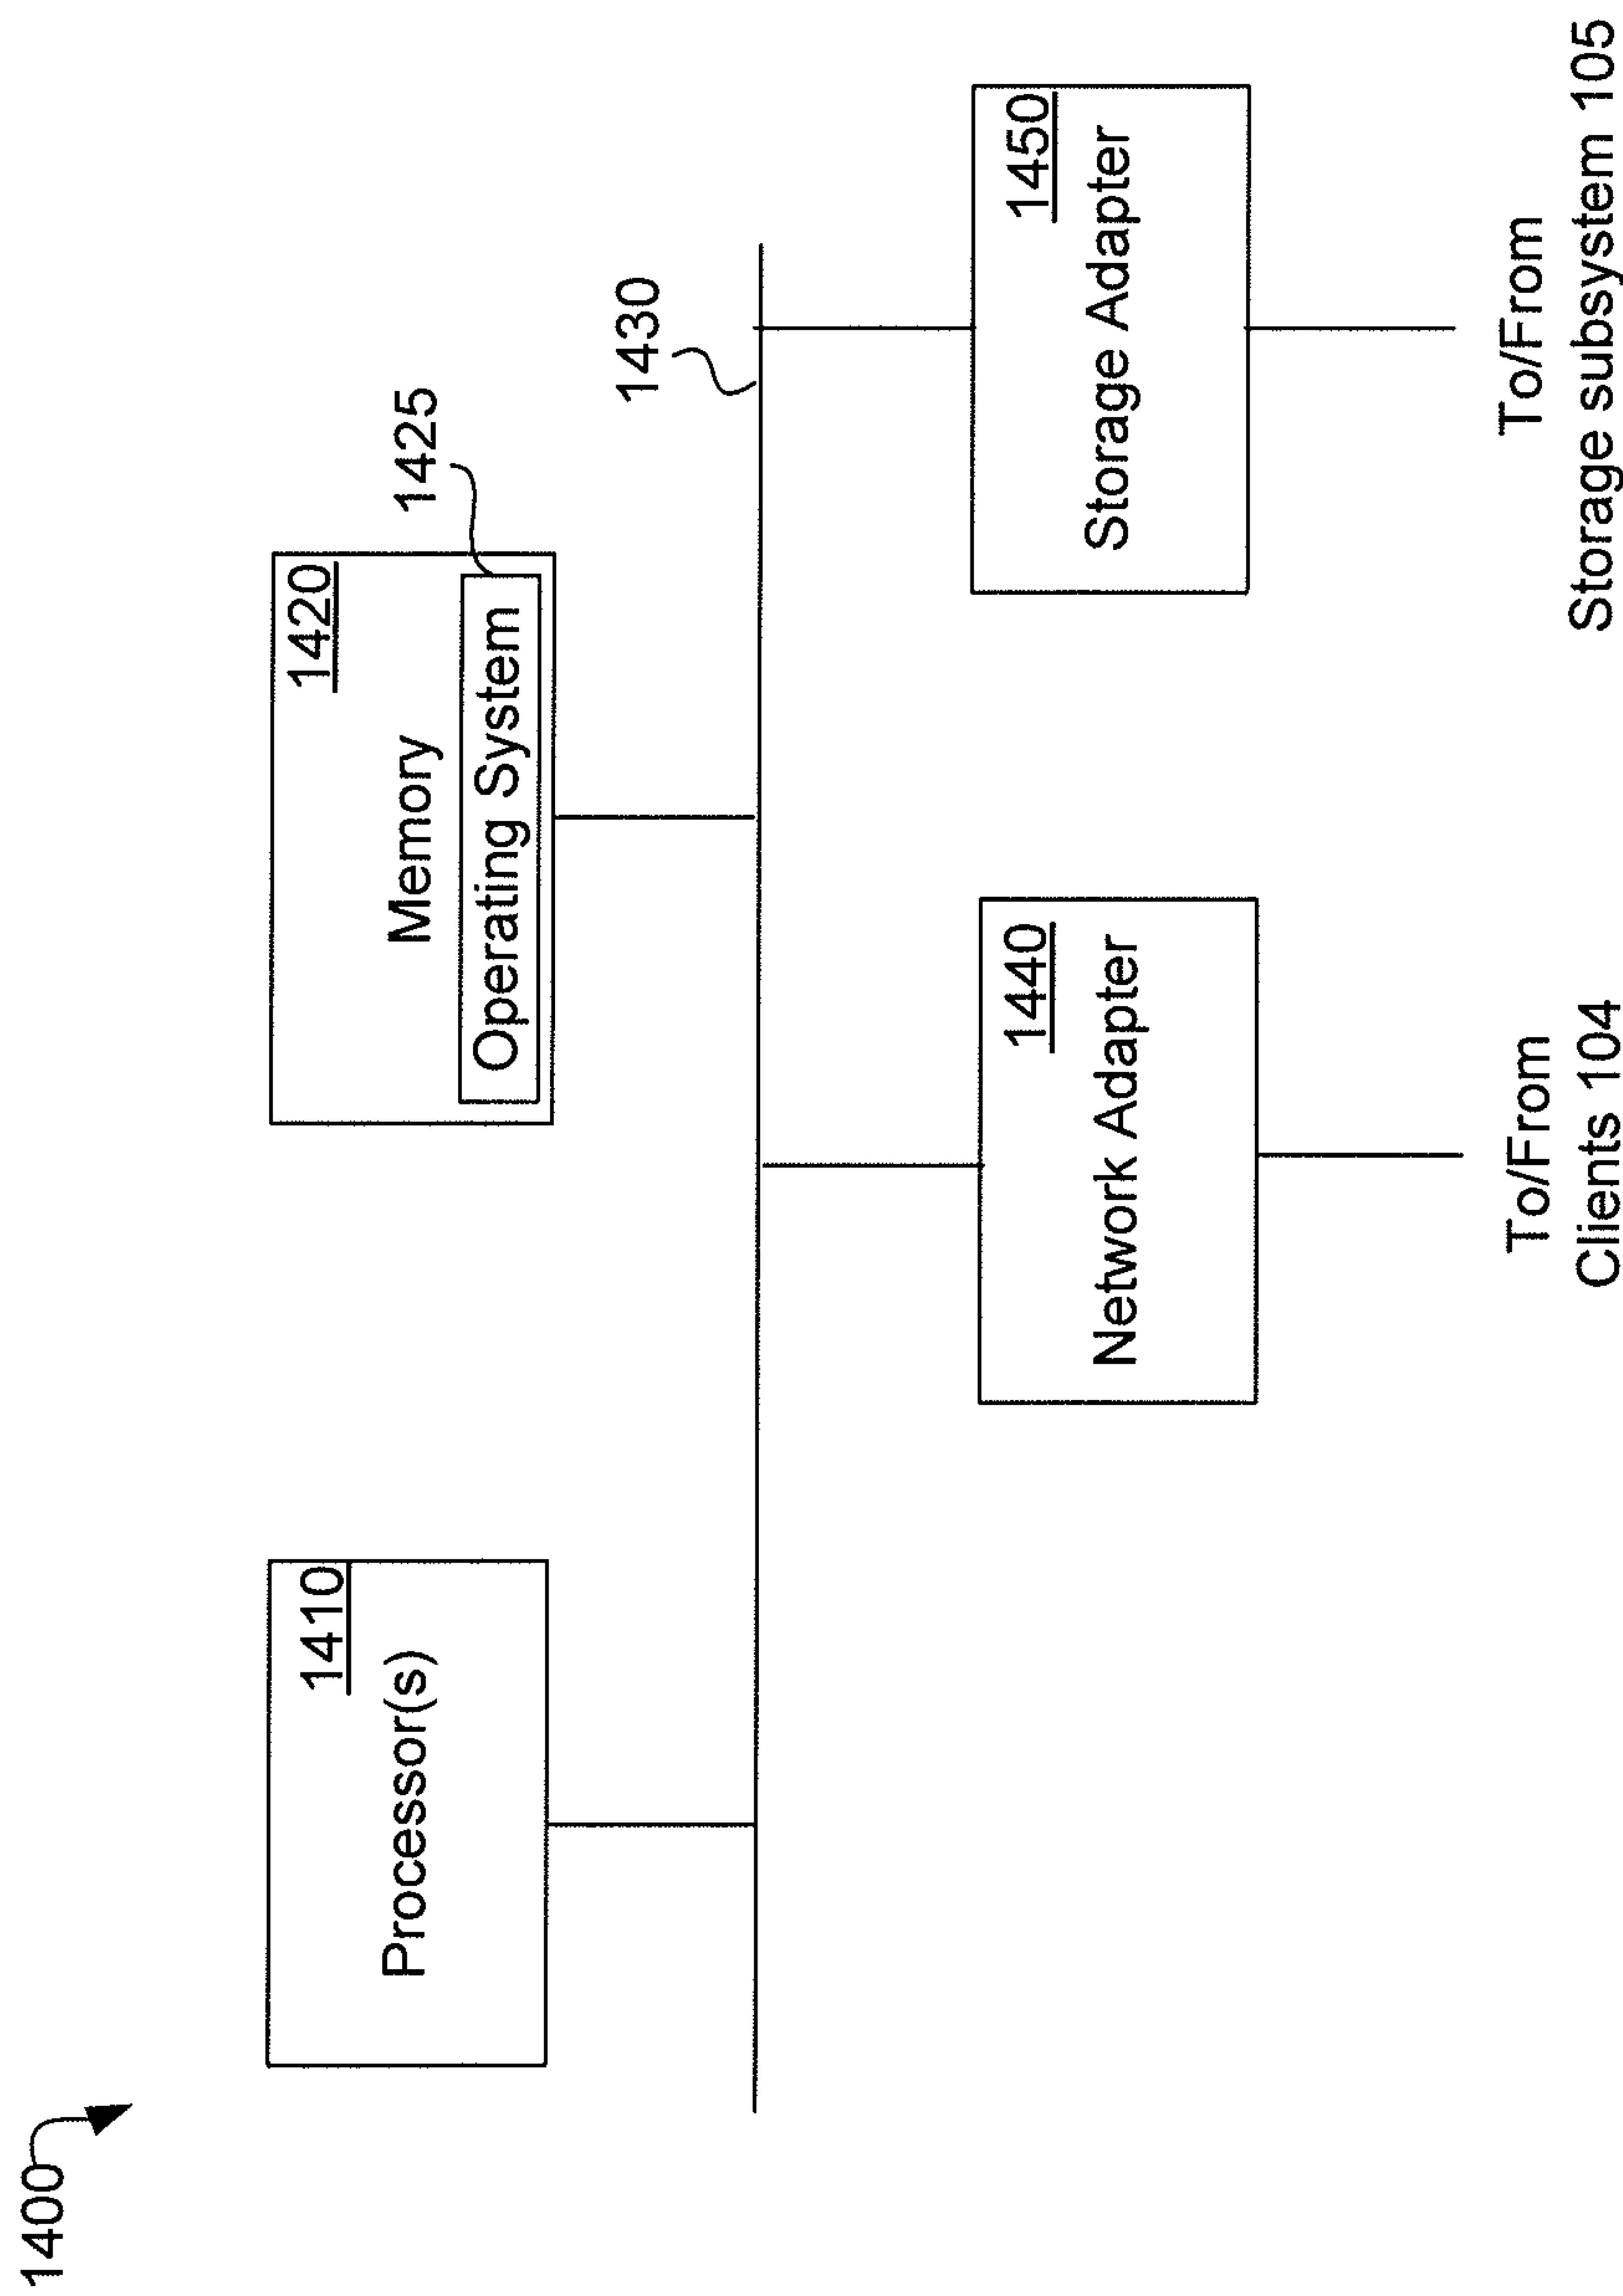 1400
1410
Processor(s)
1420
Memory
Operating System
1425
1430
1440
Network Adapter
1450
Storage Adapter
To/From
Clients 104
To/From
Storage subsystem 105